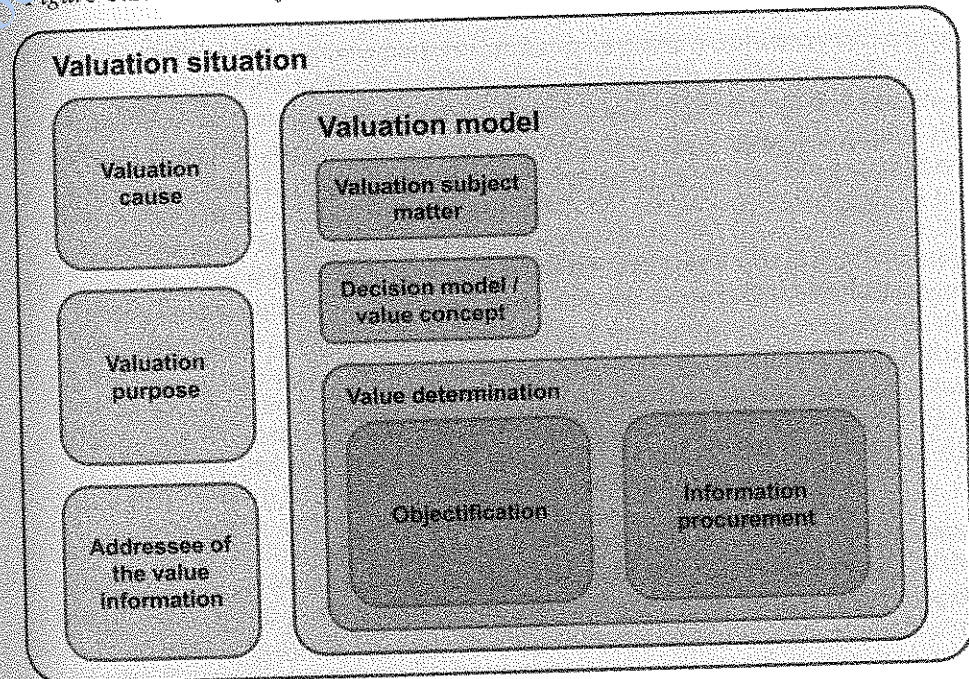 Figure
Valuation situation
Valuation
cause
Valuation
purpose
Addressee of
the value
information
Valuation model
Valuation subject
matter
Decision model /
value concept
Value determination
Objectification
Information
procurement